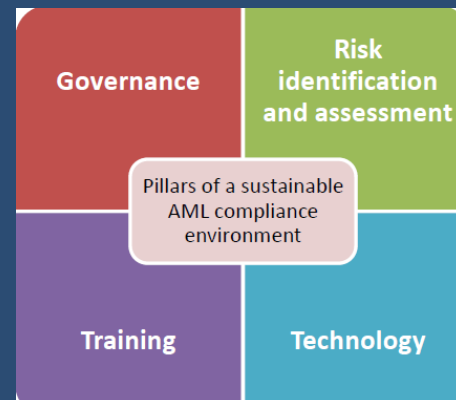 Governance
Risk
identification
and assessment
Pillars of a sustainable
AML compliance
environment
Training
Technology